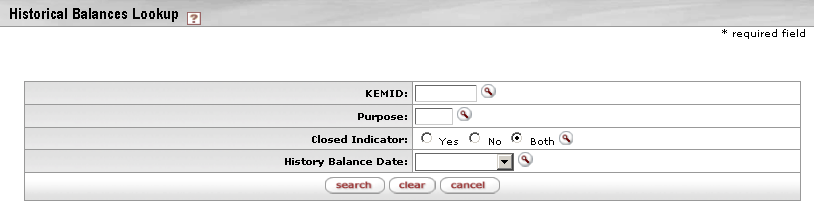 Historical Balances Lookup ?
* required field
KEMID:
Purpose:
Closed Indicator: Yes No Both
History Balance Date:
search clear cancel